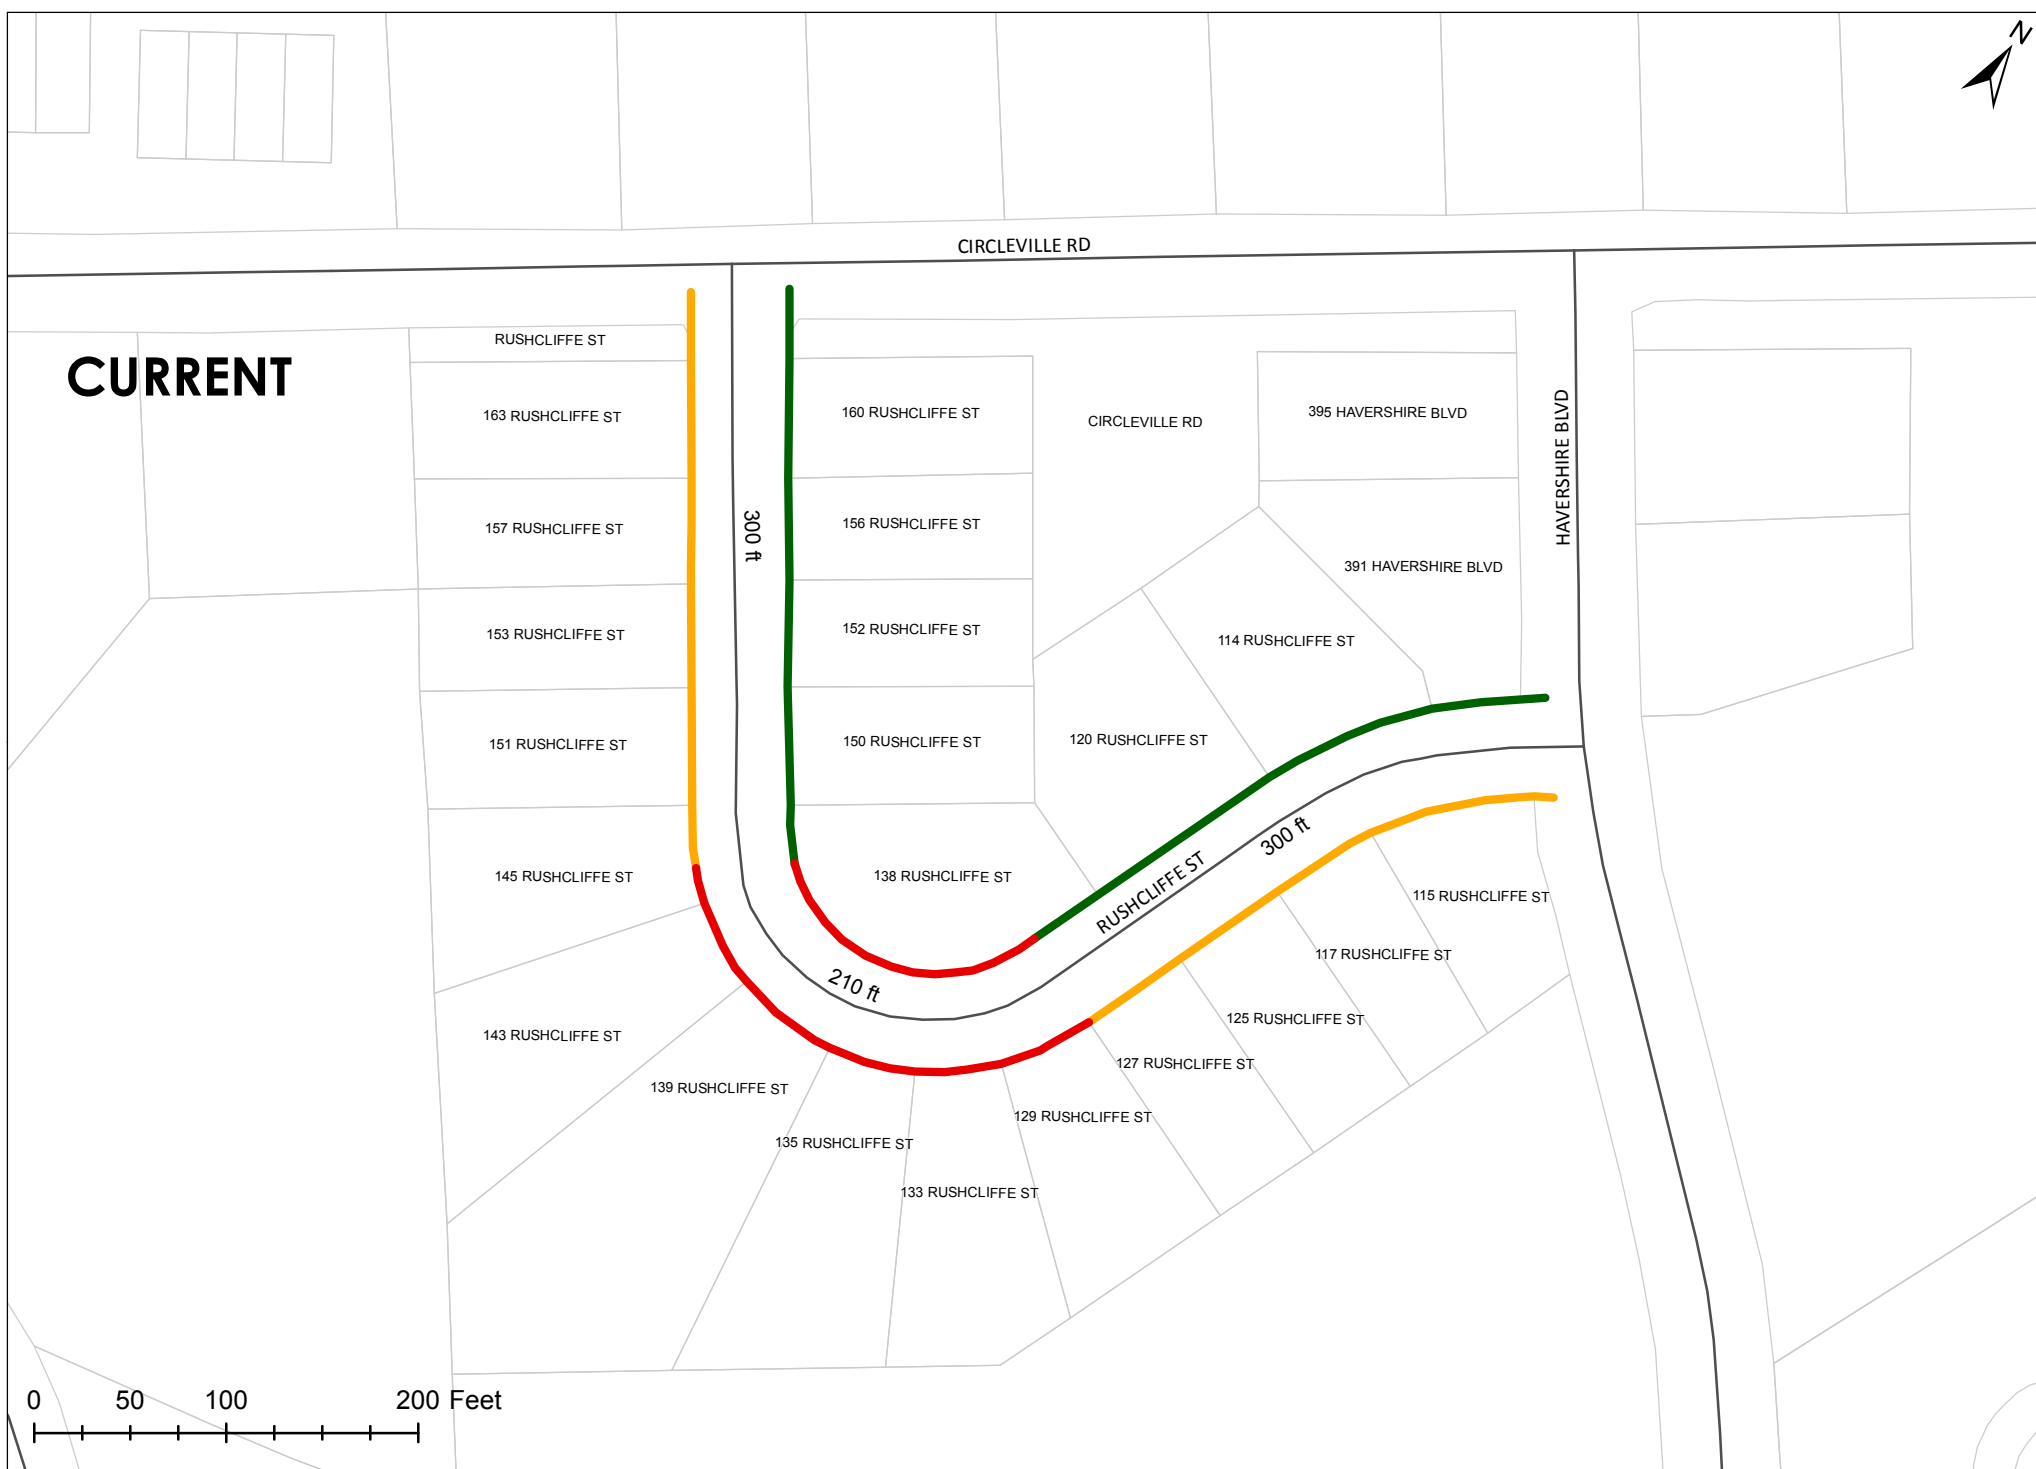 N
CIRCLEVILLE RD
RUSHCLIFFE ST
CURRENT
163 RUSHCLIFFE ST
160 RUSHCLIFFE ST
CIRCLEVILLE RD
395 HAVERSHIRE BLVD
HAVERSHIRE BLVD
157 RUSHCLIFFE ST
300 ft
156 RUSHCLIFFE ST
391 HAVERSHIRE BLVD
153 RUSHCLIFFE ST
152 RUSHCLIFFE ST
114 RUSHCLIFFE ST
151 RUSHCLIFFE ST
150 RUSHCLIFFE ST
120 RUSHCLIFFE ST
300 ft
RUSHCLIFFE ST
145 RUSHCLIFFE ST
138 RUSHCLIFFE ST
115 RUSHCLIFFE ST
117 RUSHCLIFFE ST
210 ft
125 RUSHCLIFFE ST
143 RUSHCLIFFE ST
127 RUSHCLIFFE ST
139 RUSHCLIFFE ST
129 RUSHCLIFFE ST
135 RUSHCLIFFE ST
133 RUSHCLIFFE ST
0 50 100 200 Feet